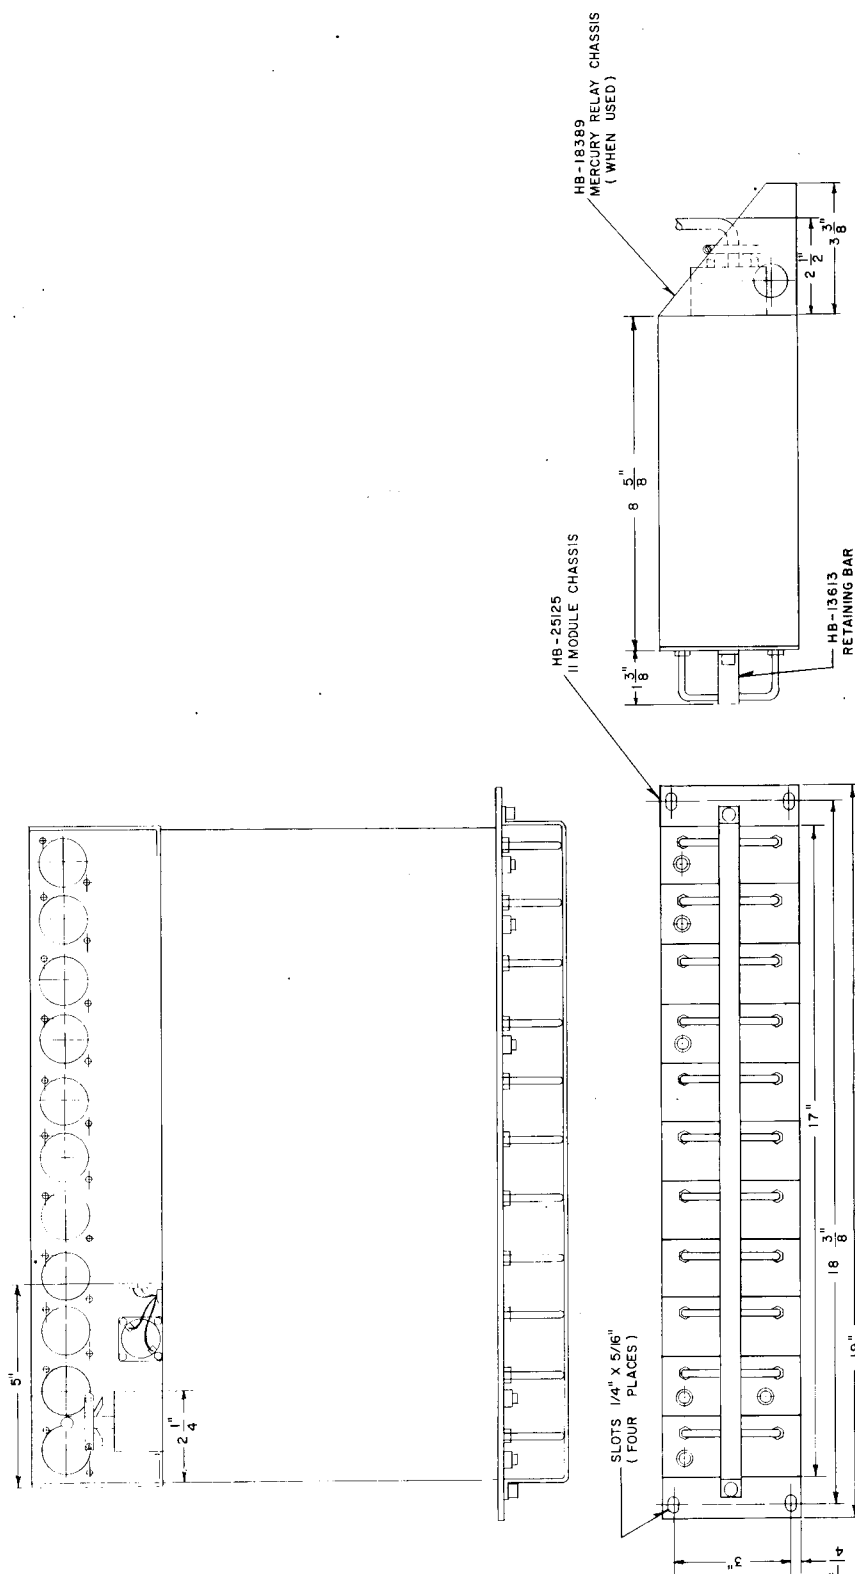 HB-18389
MERCURY RELAY CHASSIS
( WHEN USED )
2 1/2"
3 3/8"
8 5/8"
1 3/8"
HB-25125
11 MODULE CHASSIS
HB-13613
RETAINING BAR
5"
2 1/4"
SLOTS 1/4" X 5/16"
( FOUR PLACES )
17"
18 3/8"
19"
3"